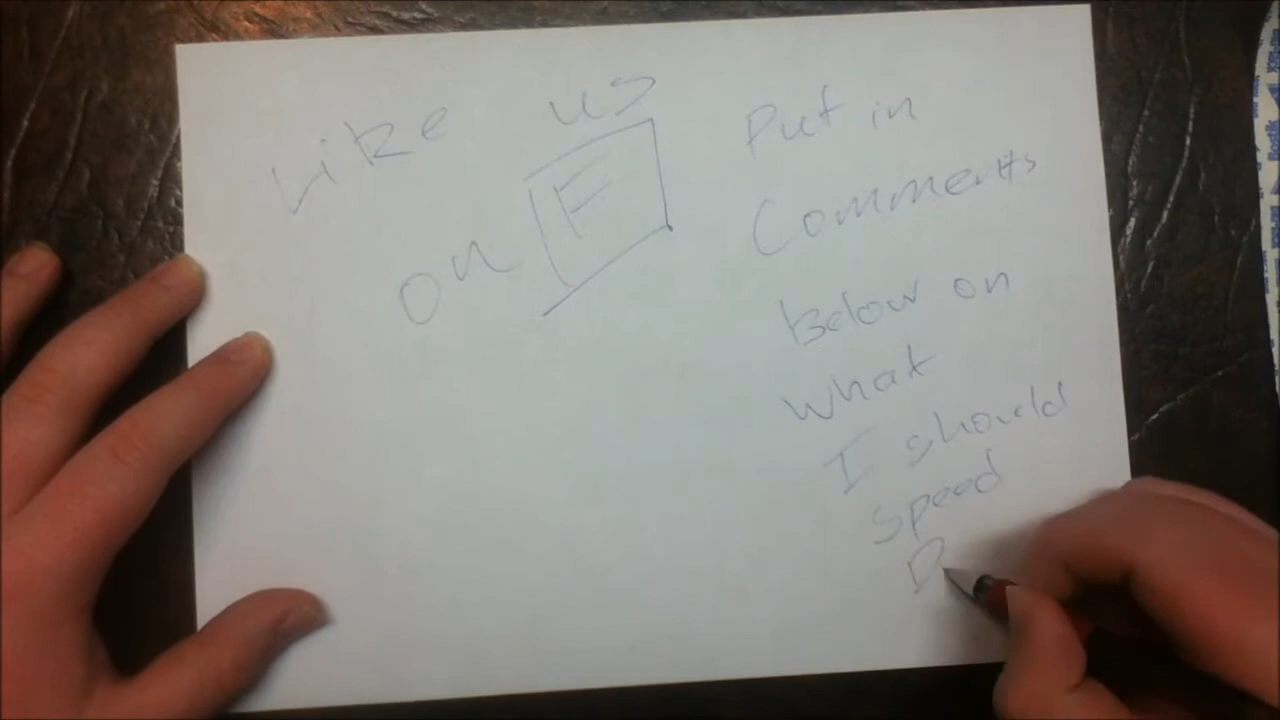 Like us
on F
Put in
Comments
Below on
what
I should
speed
D